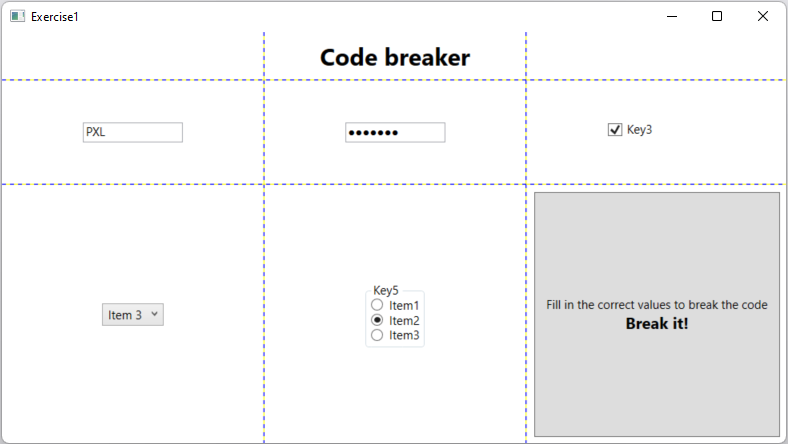 Exercise1
Code breaker
PXL
●●●●●●●
Key3
Item 3
Key5
Item1
Item2
Item3
Fill in the correct values to break the code
Break it!